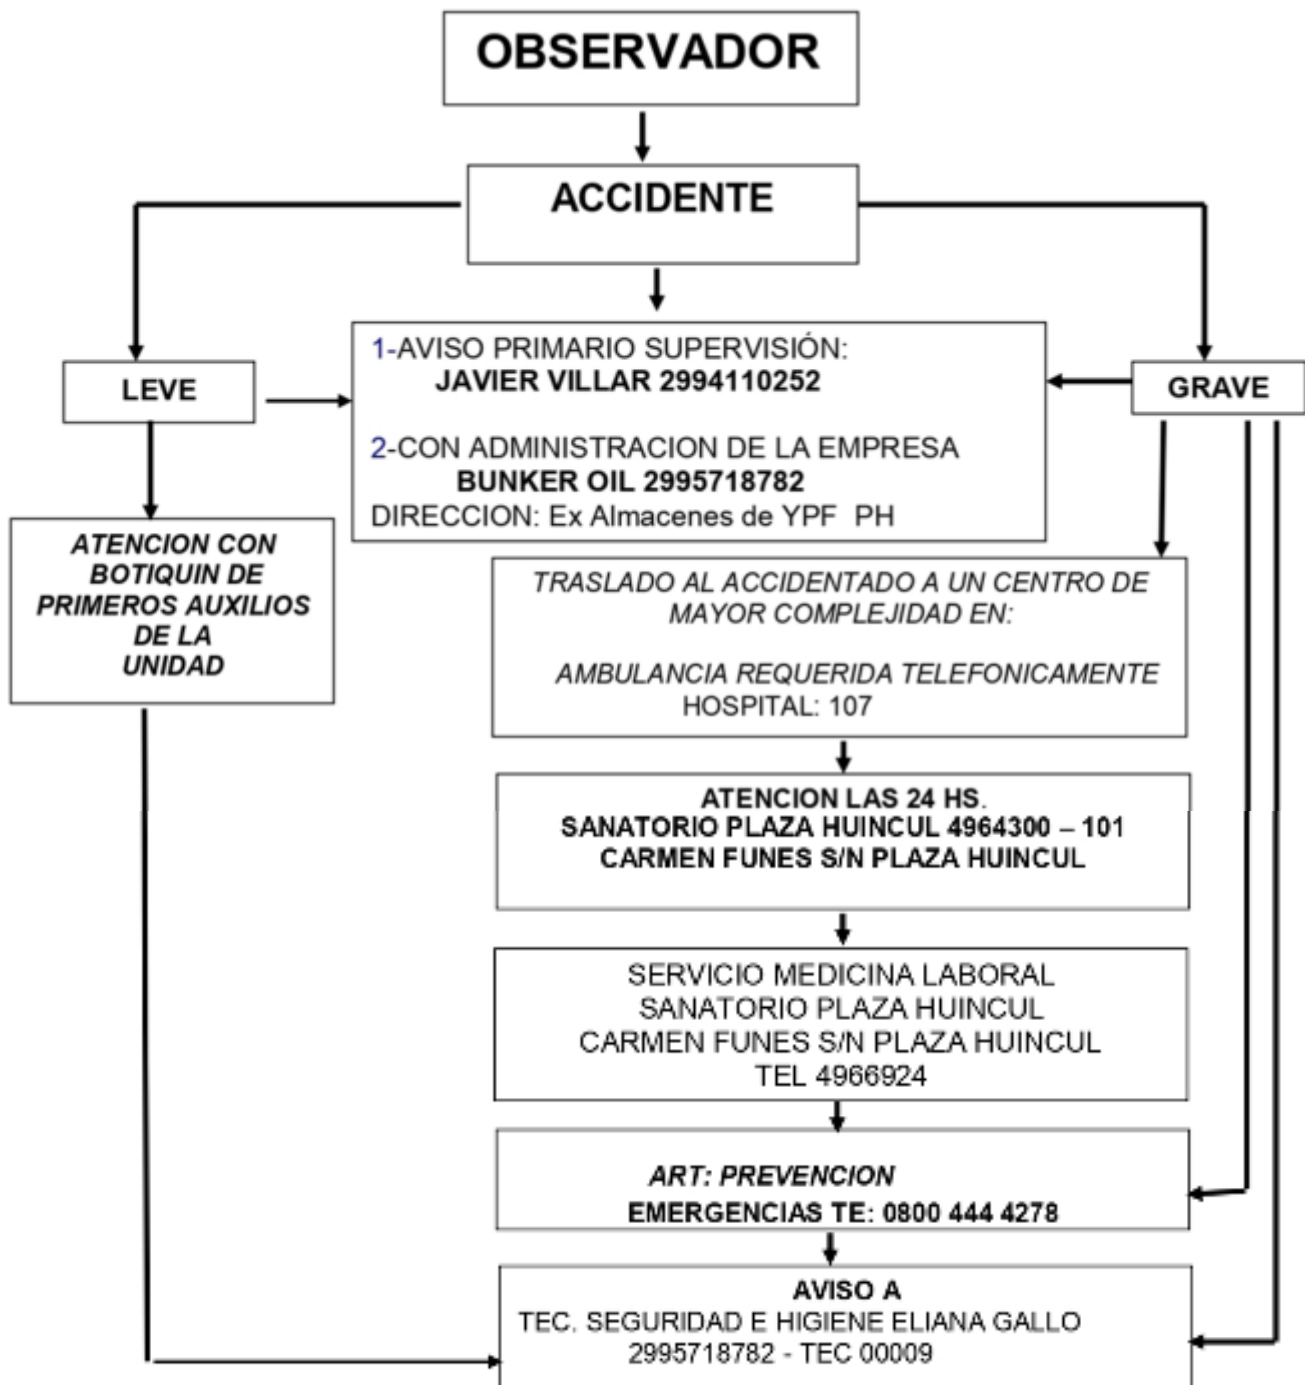 OBSERVADOR
ACCIDENTE
LEVE
1-AVISO PRIMARIO SUPERVISIÓN:
JAVIER VILLAR 2994110252
2-CON ADMINISTRACION DE LA EMPRESA
BUNKER OIL 2995718782
DIRECCION: Ex Almacenes de YPF PH
GRAVE
ATENCION CON
BOTIQUIN DE
PRIMEROS AUXILIOS
DE LA
UNIDAD
TRASLADO AL ACCIDENTADO A UN CENTRO DE
MAYOR COMPLEJIDAD EN:
AMBULANCIA REQUERIDA TELEFONICAMENTE
HOSPITAL: 107
ATENCION LAS 24 HS.
SANATORIO PLAZA HUINCUL 4964300 – 101
CARMEN FUNES S/N PLAZA HUINCUL
SERVICIO MEDICINA LABORAL
SANATORIO PLAZA HUINCUL
CARMEN FUNES S/N PLAZA HUINCUL
TEL 4966924
ART: PREVENCION
EMERGENCIAS TE: 0800 444 4278
AVISO A
TEC. SEGURIDAD E HIGIENE ELIANA GALLO
2995718782 - TEC 00009